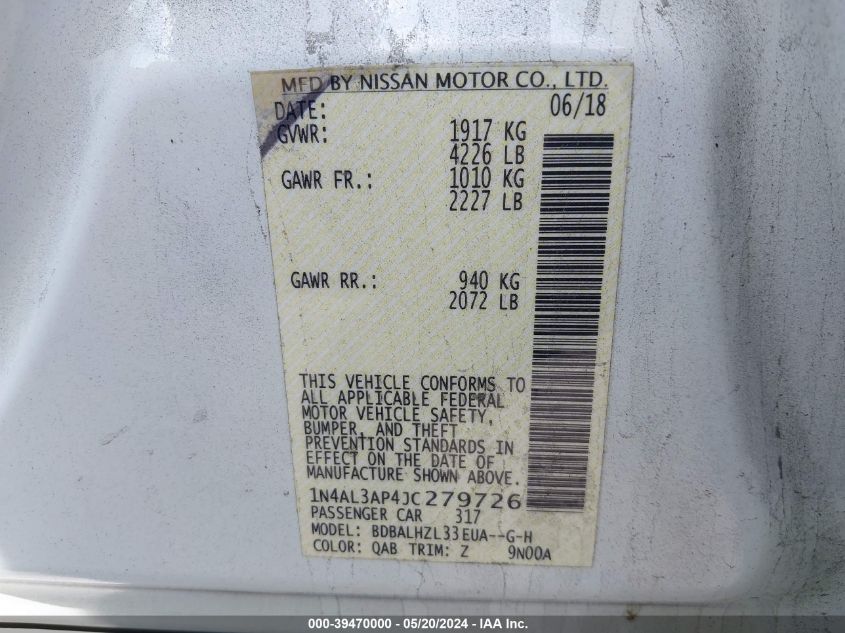 MFD BY NISSAN MOTOR CO., LTD.
DATE: 06/18
GVWR: 1917 KG
4226 LB
GAWR FR.: 1010 KG
2227 LB
GAWR RR.: 940 KG
2072 LB
THIS VEHICLE CONFORMS TO
ALL APPLICABLE FEDERAL
MOTOR VEHICLE SAFETY,
BUMPER, AND THEFT
PREVENTION STANDARDS IN
EFFECT ON THE DATE OF
MANUFACTURE SHOWN ABOVE.
1N4AL3AP4JC279726
PASSENGER CAR 317
MODEL: BDBALHZL33EUA--G-H
COLOR: QAB TRIM: Z 9N00A
000-39470000 - 05/20/2024 - IAA Inc.